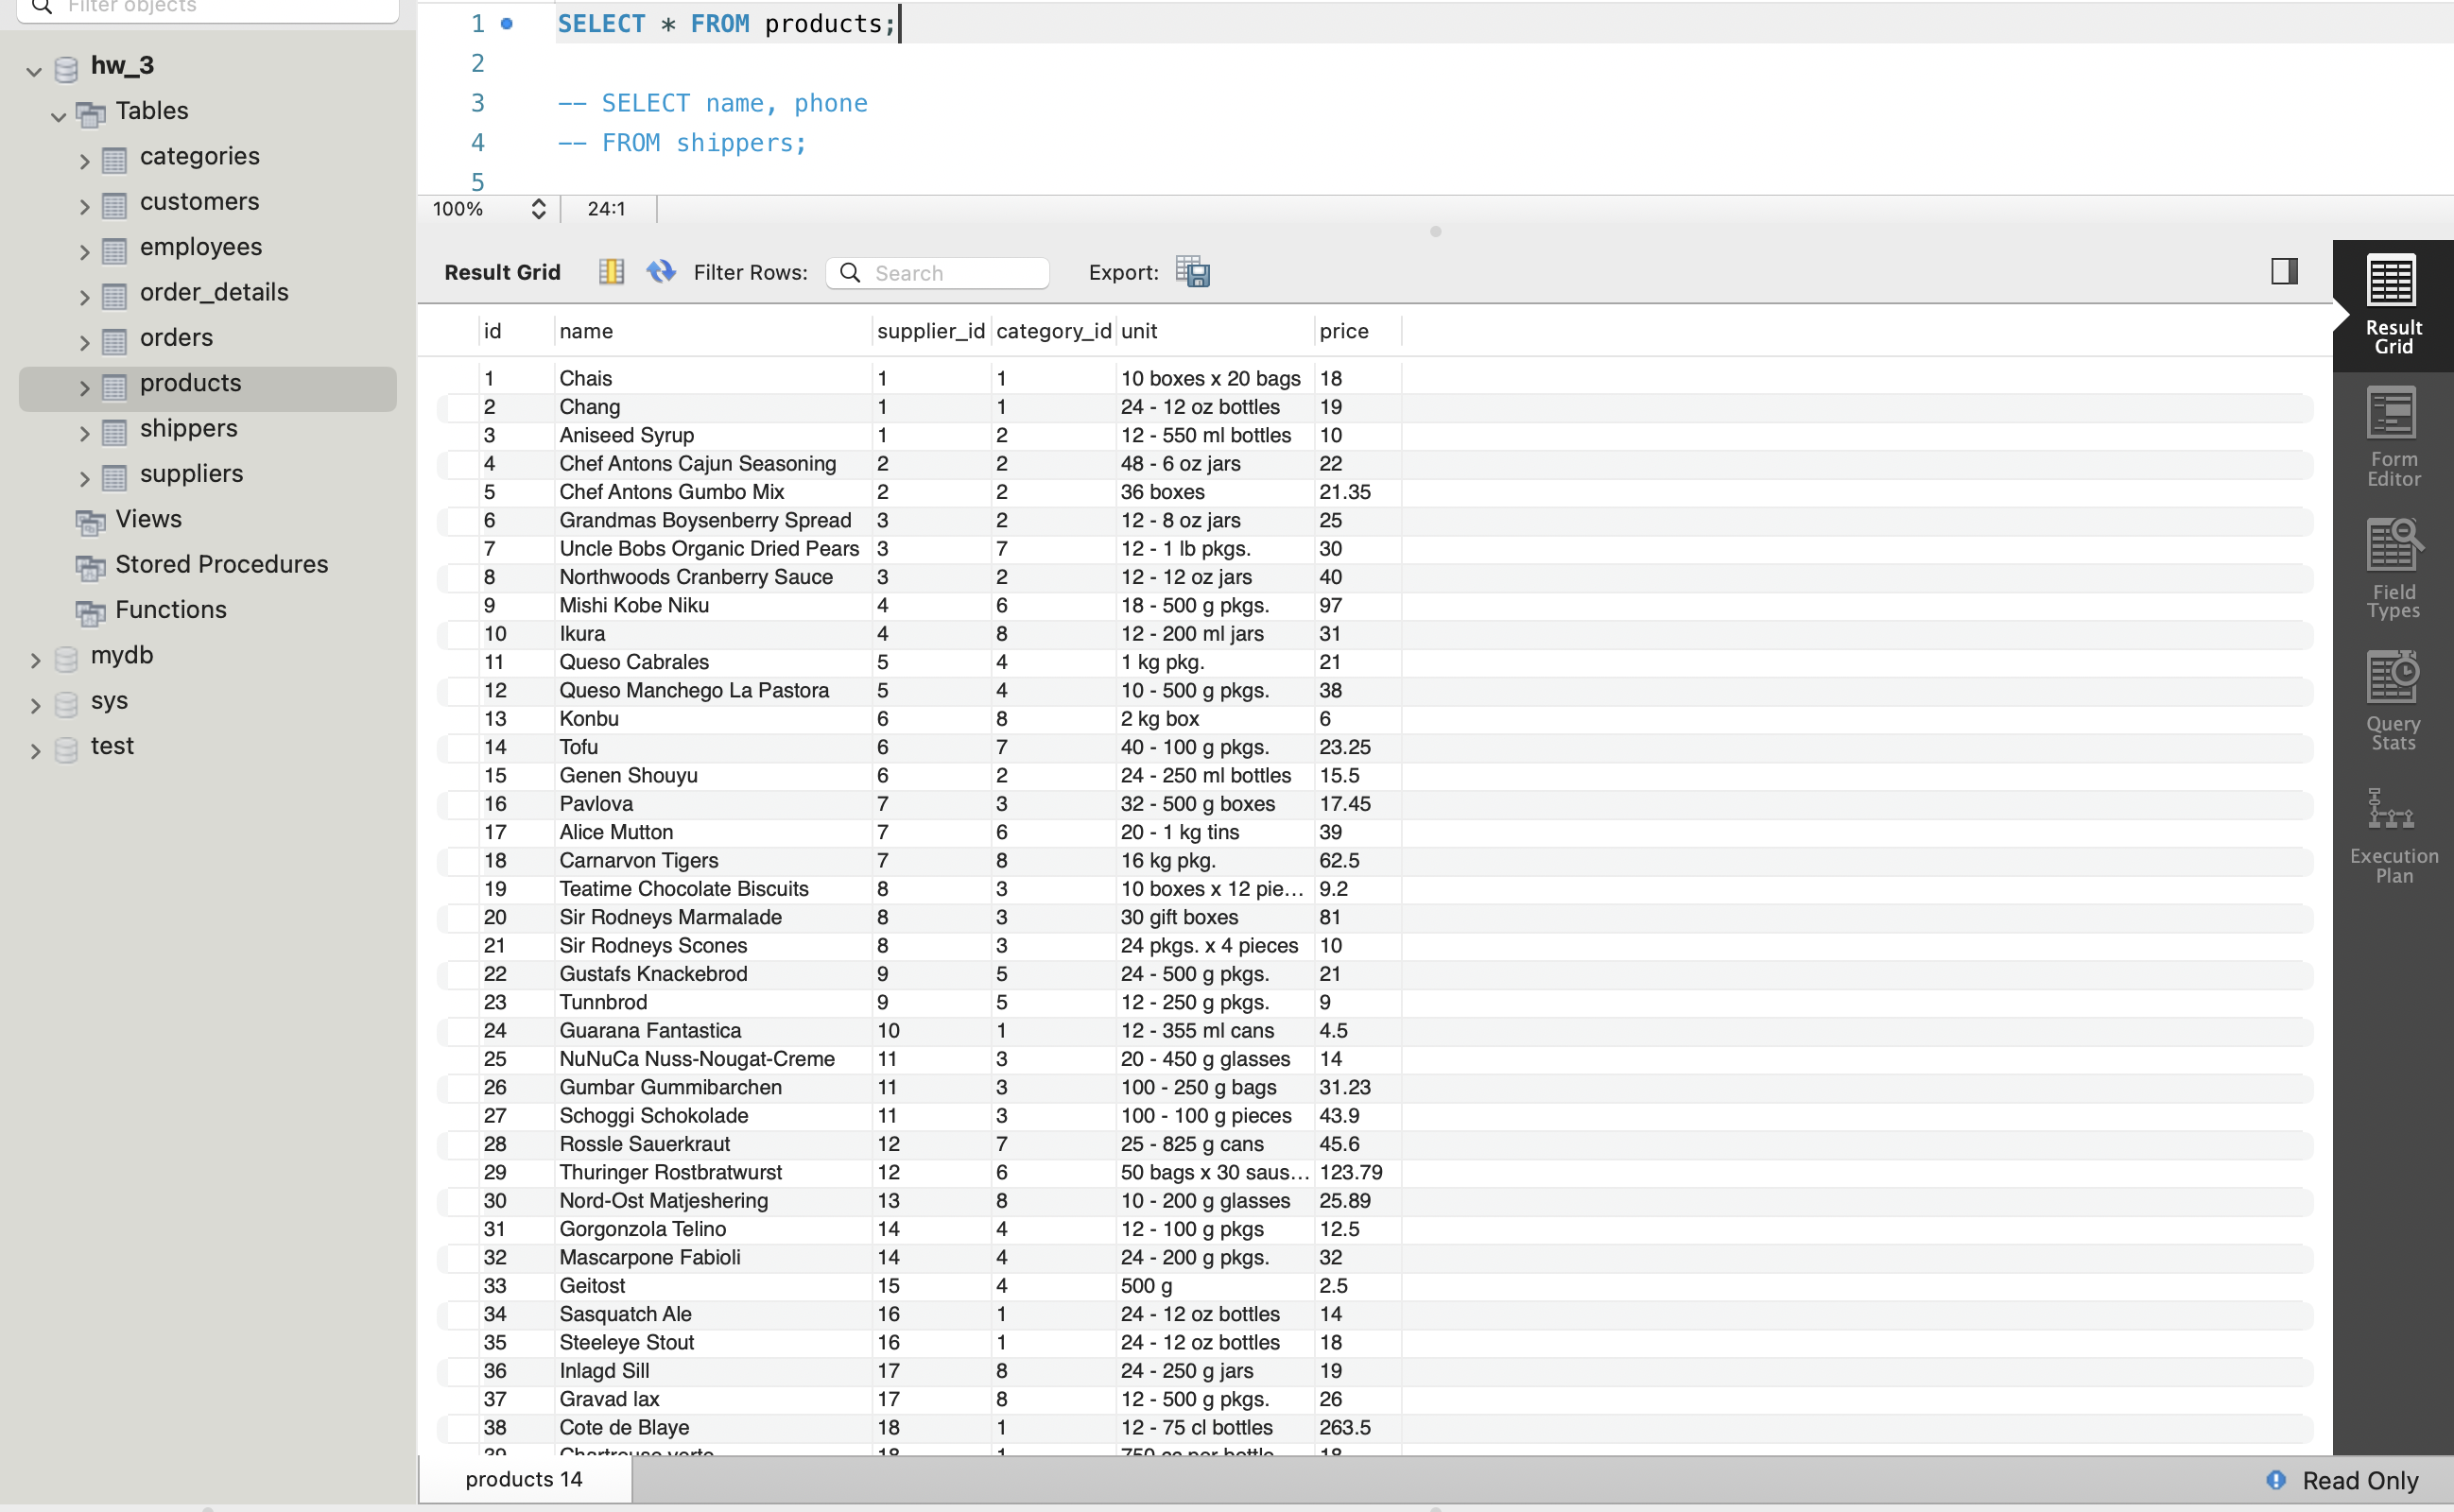 Filter objects
hw_3
Tables
categories
customers
employees
order_details
orders
products
shippers
suppliers
Views
Stored Procedures
Functions
mydb
sys
test
1 SELECT * FROM products;
2
3 -- SELECT name, phone
4 -- FROM shippers;
5
100% 24:1
Result Grid Filter Rows: Search Export:
id name supplier_id category_id unit price
1 Chais 1 1 10 boxes x 20 bags 18
2 Chang 1 1 24 - 12 oz bottles 19
3 Aniseed Syrup 1 2 12 - 550 ml bottles 10
4 Chef Antons Cajun Seasoning 2 2 48 - 6 oz jars 22
5 Chef Antons Gumbo Mix 2 2 36 boxes 21.35
6 Grandmas Boysenberry Spread 3 2 12 - 8 oz jars 25
7 Uncle Bobs Organic Dried Pears 3 7 12 - 1 lb pkgs. 30
8 Northwoods Cranberry Sauce 3 2 12 - 12 oz jars 40
9 Mishi Kobe Niku 4 6 18 - 500 g pkgs. 97
10 Ikura 4 8 12 - 200 ml jars 31
11 Queso Cabrales 5 4 1 kg pkg. 21
12 Queso Manchego La Pastora 5 4 10 - 500 g pkgs. 38
13 Konbu 6 8 2 kg box 6
14 Tofu 6 7 40 - 100 g pkgs. 23.25
15 Genen Shouyu 6 2 24 - 250 ml bottles 15.5
16 Pavlova 7 3 32 - 500 g boxes 17.45
17 Alice Mutton 7 6 20 - 1 kg tins 39
18 Carnarvon Tigers 7 8 16 kg pkg. 62.5
19 Teatime Chocolate Biscuits 8 3 10 boxes x 12 pie... 9.2
20 Sir Rodneys Marmalade 8 3 30 gift boxes 81
21 Sir Rodneys Scones 8 3 24 pkgs. x 4 pieces 10
22 Gustafs Knackebrod 9 5 24 - 500 g pkgs. 21
23 Tunnbrod 9 5 12 - 250 g pkgs. 9
24 Guarana Fantastica 10 1 12 - 355 ml cans 4.5
25 NuNuCa Nuss-Nougat-Creme 11 3 20 - 450 g glasses 14
26 Gumbar Gummibarchen 11 3 100 - 250 g bags 31.23
27 Schoggi Schokolade 11 3 100 - 100 g pieces 43.9
28 Rossle Sauerkraut 12 7 25 - 825 g cans 45.6
29 Thuringer Rostbratwurst 12 6 50 bags x 30 saus... 123.79
30 Nord-Ost Matjeshering 13 8 10 - 200 g glasses 25.89
31 Gorgonzola Telino 14 4 12 - 100 g pkgs 12.5
32 Mascarpone Fabioli 14 4 24 - 200 g pkgs. 32
33 Geitost 15 4 500 g 2.5
34 Sasquatch Ale 16 1 24 - 12 oz bottles 14
35 Steeleye Stout 16 1 24 - 12 oz bottles 18
36 Inlagd Sill 17 8 24 - 250 g jars 19
37 Gravad lax 17 8 12 - 500 g pkgs. 26
38 Cote de Blaye 18 1 12 - 75 cl bottles 263.5
39 Chartreuse verte 18 1 750 cc per bottle 18
products 14
Result
Grid
Form
Editor
Field
Types
Query
Stats
Execution
Plan
Read Only